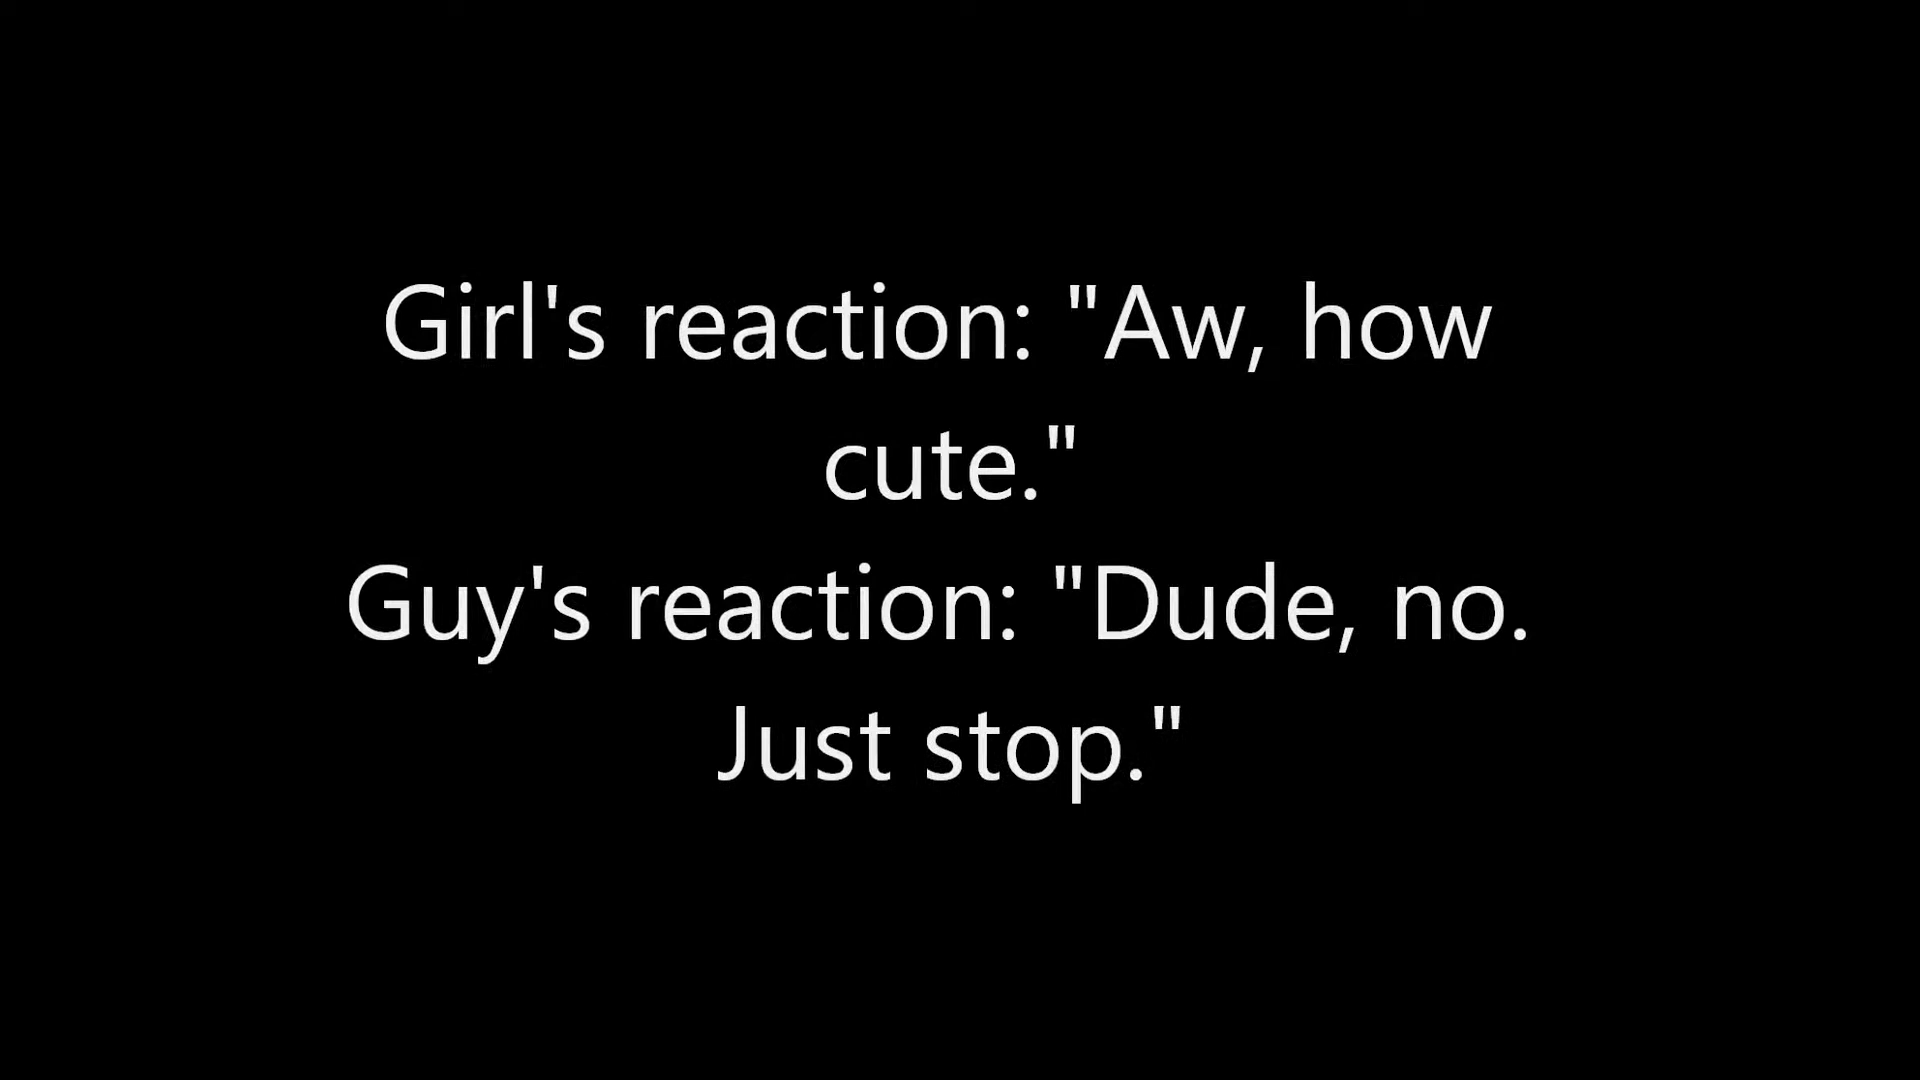 Girl's reaction: "Aw, how
cute."
Guy's reaction: "Dude, no.
Just stop."